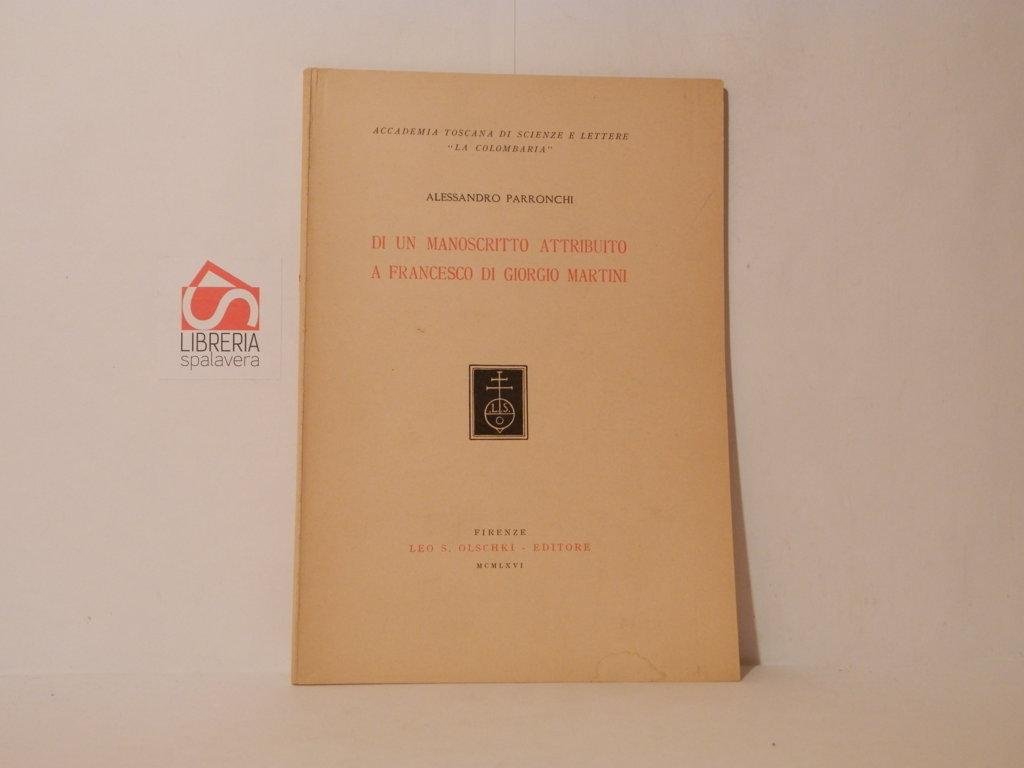 ACCADEMIA TOSCANA DI SCIENZE E LETTERE
"LA COLOMBARIA"
ALESSANDRO PARRONCHI
DI UN MANOSCRITTO ATTRIBUITO
A FRANCESCO DI GIORGIO MARTINI
L.S.
O
FIRENZE
LEO S. OLSCHKI - EDITORE
MCMLXVI
LIBRERIA
spalavera